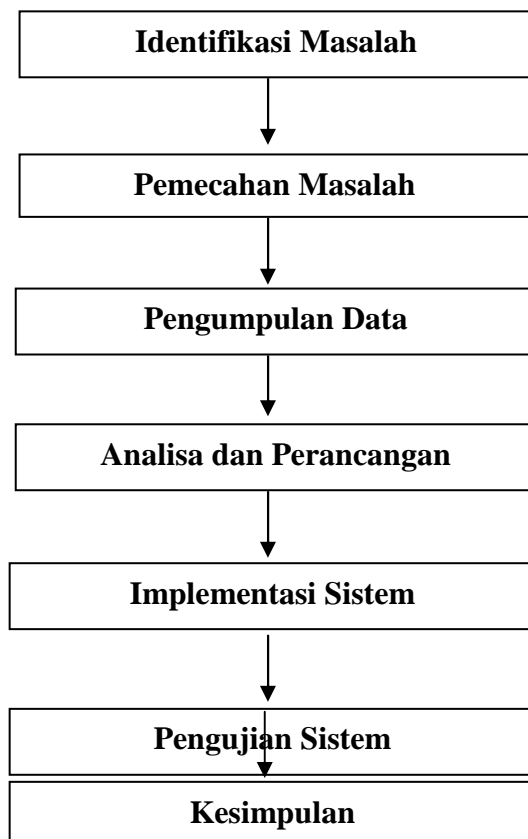 Identifikasi Masalah
Pemecahan Masalah
Pengumpulan Data
Analisa dan Perancangan
Implementasi Sistem
Pengujian Sistem
Kesimpulan